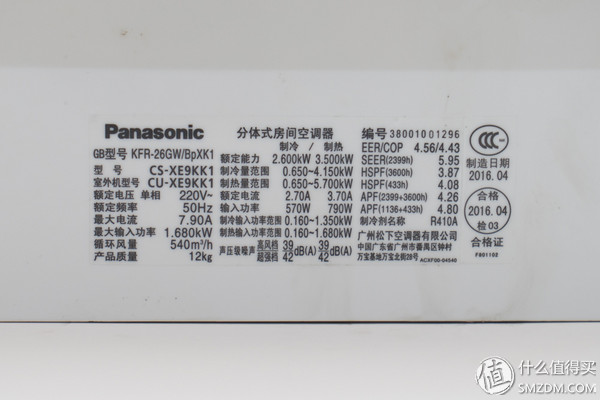 Panasonic
GB型号 KFR-26GW/BpXK1
型 号 CS-XE9KK1
室外机型号 CU-XE9KK1
额定电压 单相 220V~
额定频率 50Hz
最大电流 7.90A
最大输入功率 1.680kW
循环风量 540m³/h
产品质量 12kg
分体式房间空调器
制冷 / 制热
额定能力 2.600kW 3.500kW
制冷量范围 0.650-4.150kW
制热量范围 0.650-5.700kW
额定电流 2.70A 3.70A
输入功率 570W 790W
制冷输入功率范围 0.160-1.350kW
制热输入功率范围 0.160-1.680kW
声压级噪声 高风档 39 dB(A) 39 dB(A)
超强档 42 42
编号 38001001296
EER/COP 4.56/4.43
SEER(2399h) 5.95
HSPF(3600h) 3.87
HSPF(433h) 4.08
APF(2399+3600h) 4.26
APF(1136+433h) 4.80
制冷剂名称 R410A
广州松下空调器有限公司
中国广东省广州市番禺区钟村
万宝基地万宝北街28号 ACXF00-04540
CCC
制造日期
2016.04
合格
2016.04
检03
合格证
F901102
值 什么值得买
SMZDM.COM